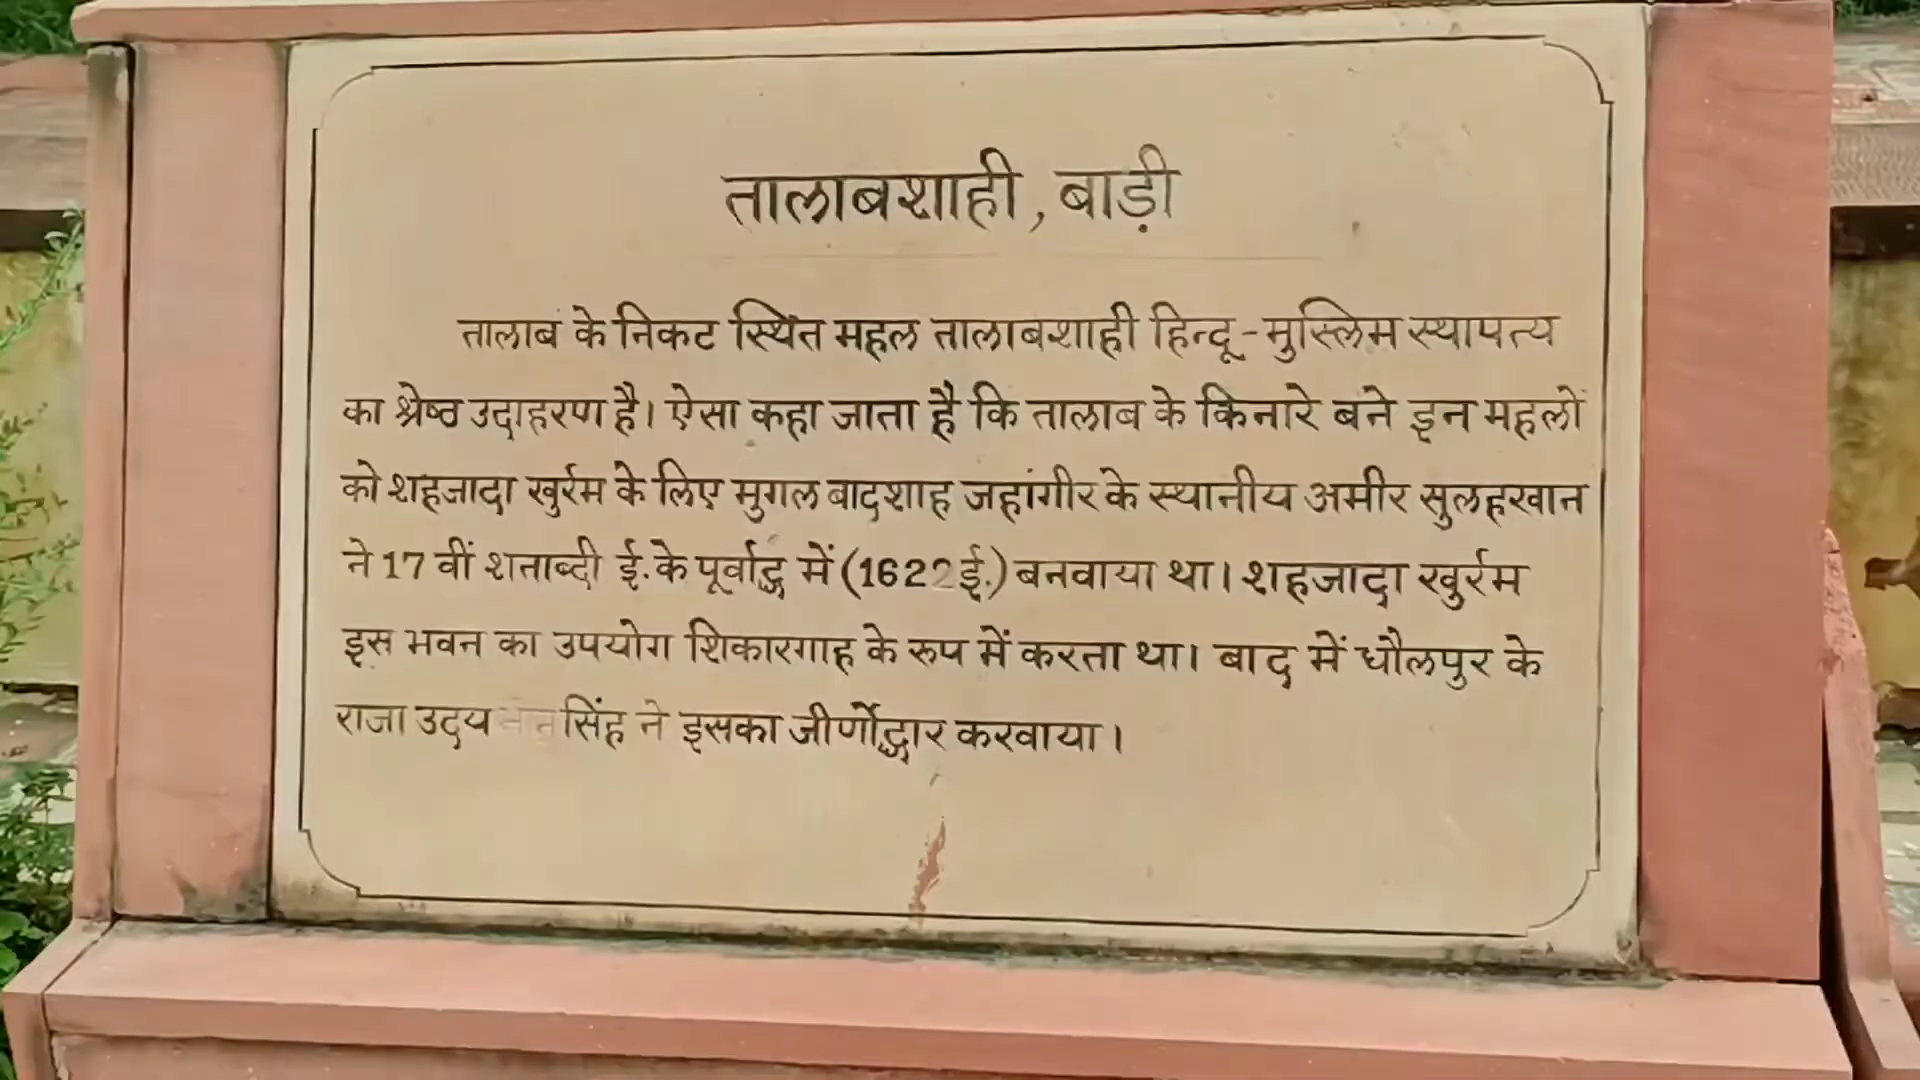 तालाबशाही, बाड़ी
तालाब के निकट स्थित महल तालाबशाही हिन्दू-मुस्लिम स्थापत्य
का श्रेष्ठ उदाहरण है। ऐसा कहा जाता है कि तालाब के किनारे बने इन महलों
को शहजादा खुर्रम के लिए मुगल बादशाह जहांगीर के स्थानीय अमीर सुलहखान
ने 17 वीं शताब्दी ई. के पूर्वाद्ध में (1622 ई.) बनवाया था। शहजादा खुर्रम
इस भवन का उपयोग शिकारगाह के रूप में करता था। बाद में धौलपुर के
राजा उदय सिंह ने इसका जीर्णोद्धार करवाया।